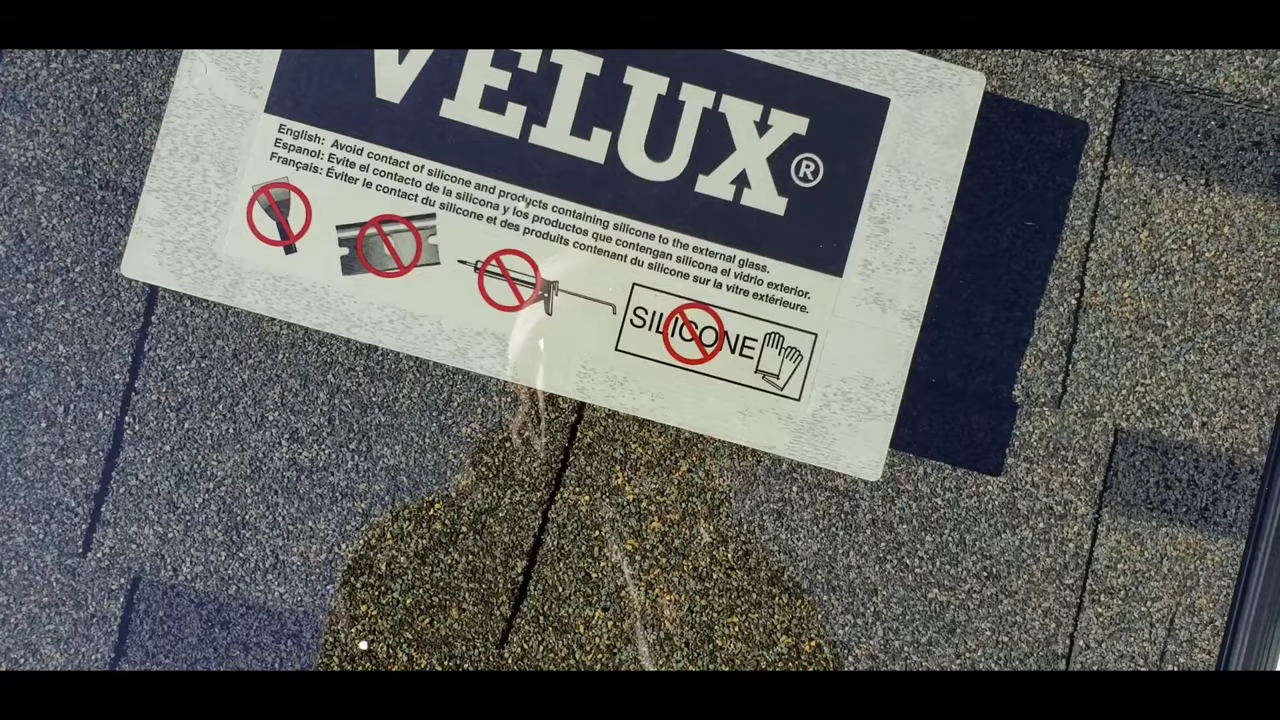 VELUX®
English: Avoid contact of silicone and products containing silicone to the external glass.
Espanol: Evite el contacto de la silicona y los productos que contengan silicona el vidrio exterior.
Français: Éviter le contact du silicone et des produits contenant du silicone sur la vitre extérieure.
SILICONE